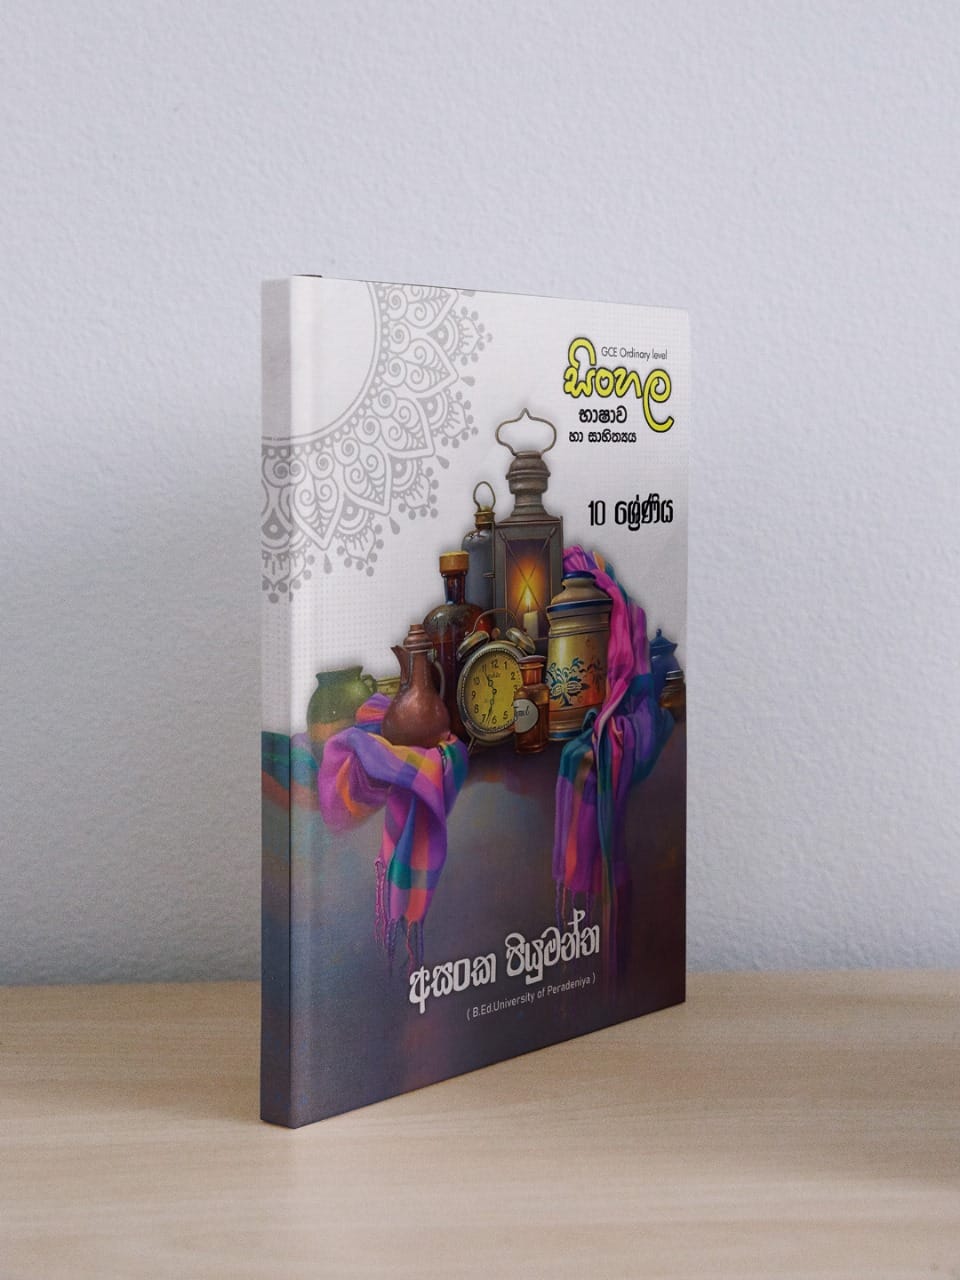 GCE Ordinary level
සිංහල
භාෂාව
හා සාහිත්‍යය
10 ශ්‍රේණිය
අසංක පියුමන්ත
( B.Ed.University of Peradeniya )